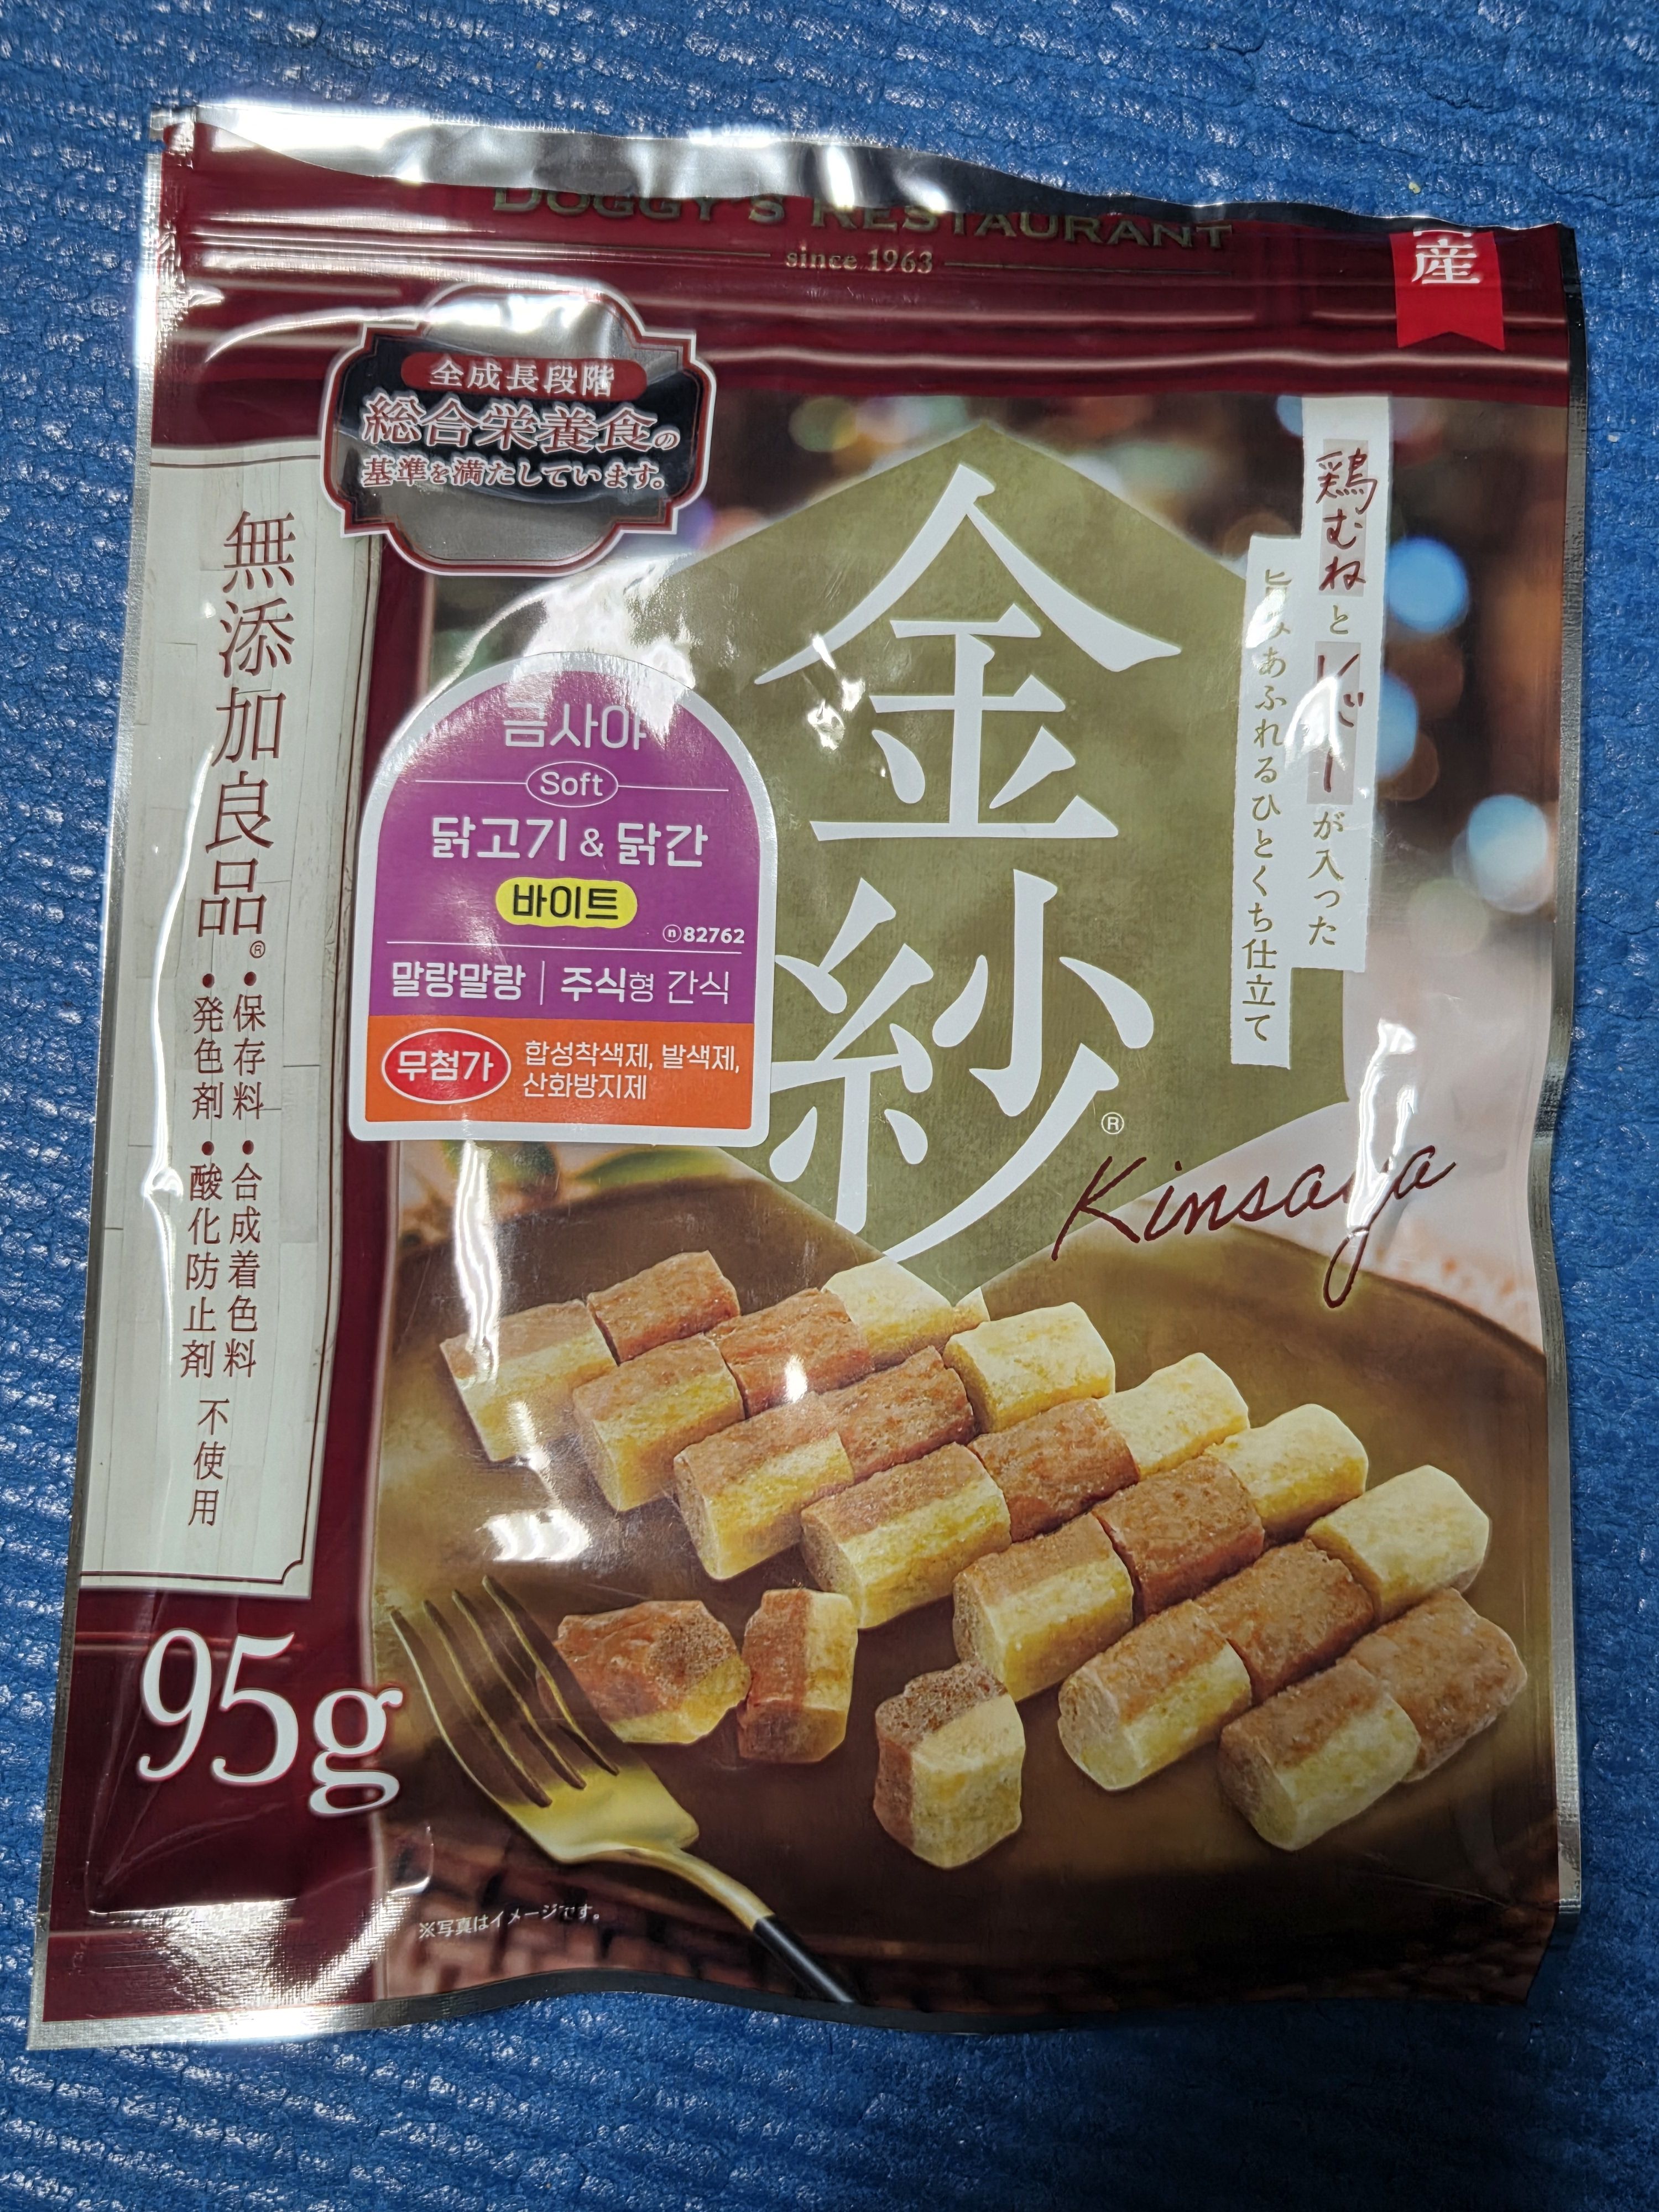 DOGGY'S RESTAURANT
since 1963
産
全成長段階
総合栄養食の
基準を満たしています。
無添加良品®
・保存料・合成着色料
・発色剤・酸化防止剤 不使用
鶏むねとレバーが入った
旨みあふれるひとくち仕立て
金紗®
Kinsaya
금사야
Soft
닭고기 & 닭간
바이트
ⓝ82762
말랑말랑 | 주식형 간식
무첨가 합성착색제, 발색제,
산화방지제
95g
※写真はイメージです。